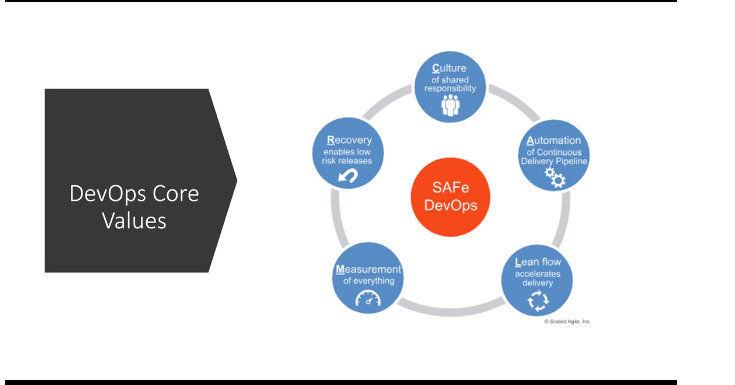 DevOps Core
Values
Culture
of shared
responsibility
Automation
of Continuous
Delivery Pipeline
Lean flow
accelerates
delivery
Measurement
of everything
Recovery
enables low
risk releases
SAFe
DevOps
© Scaled Agile, Inc.